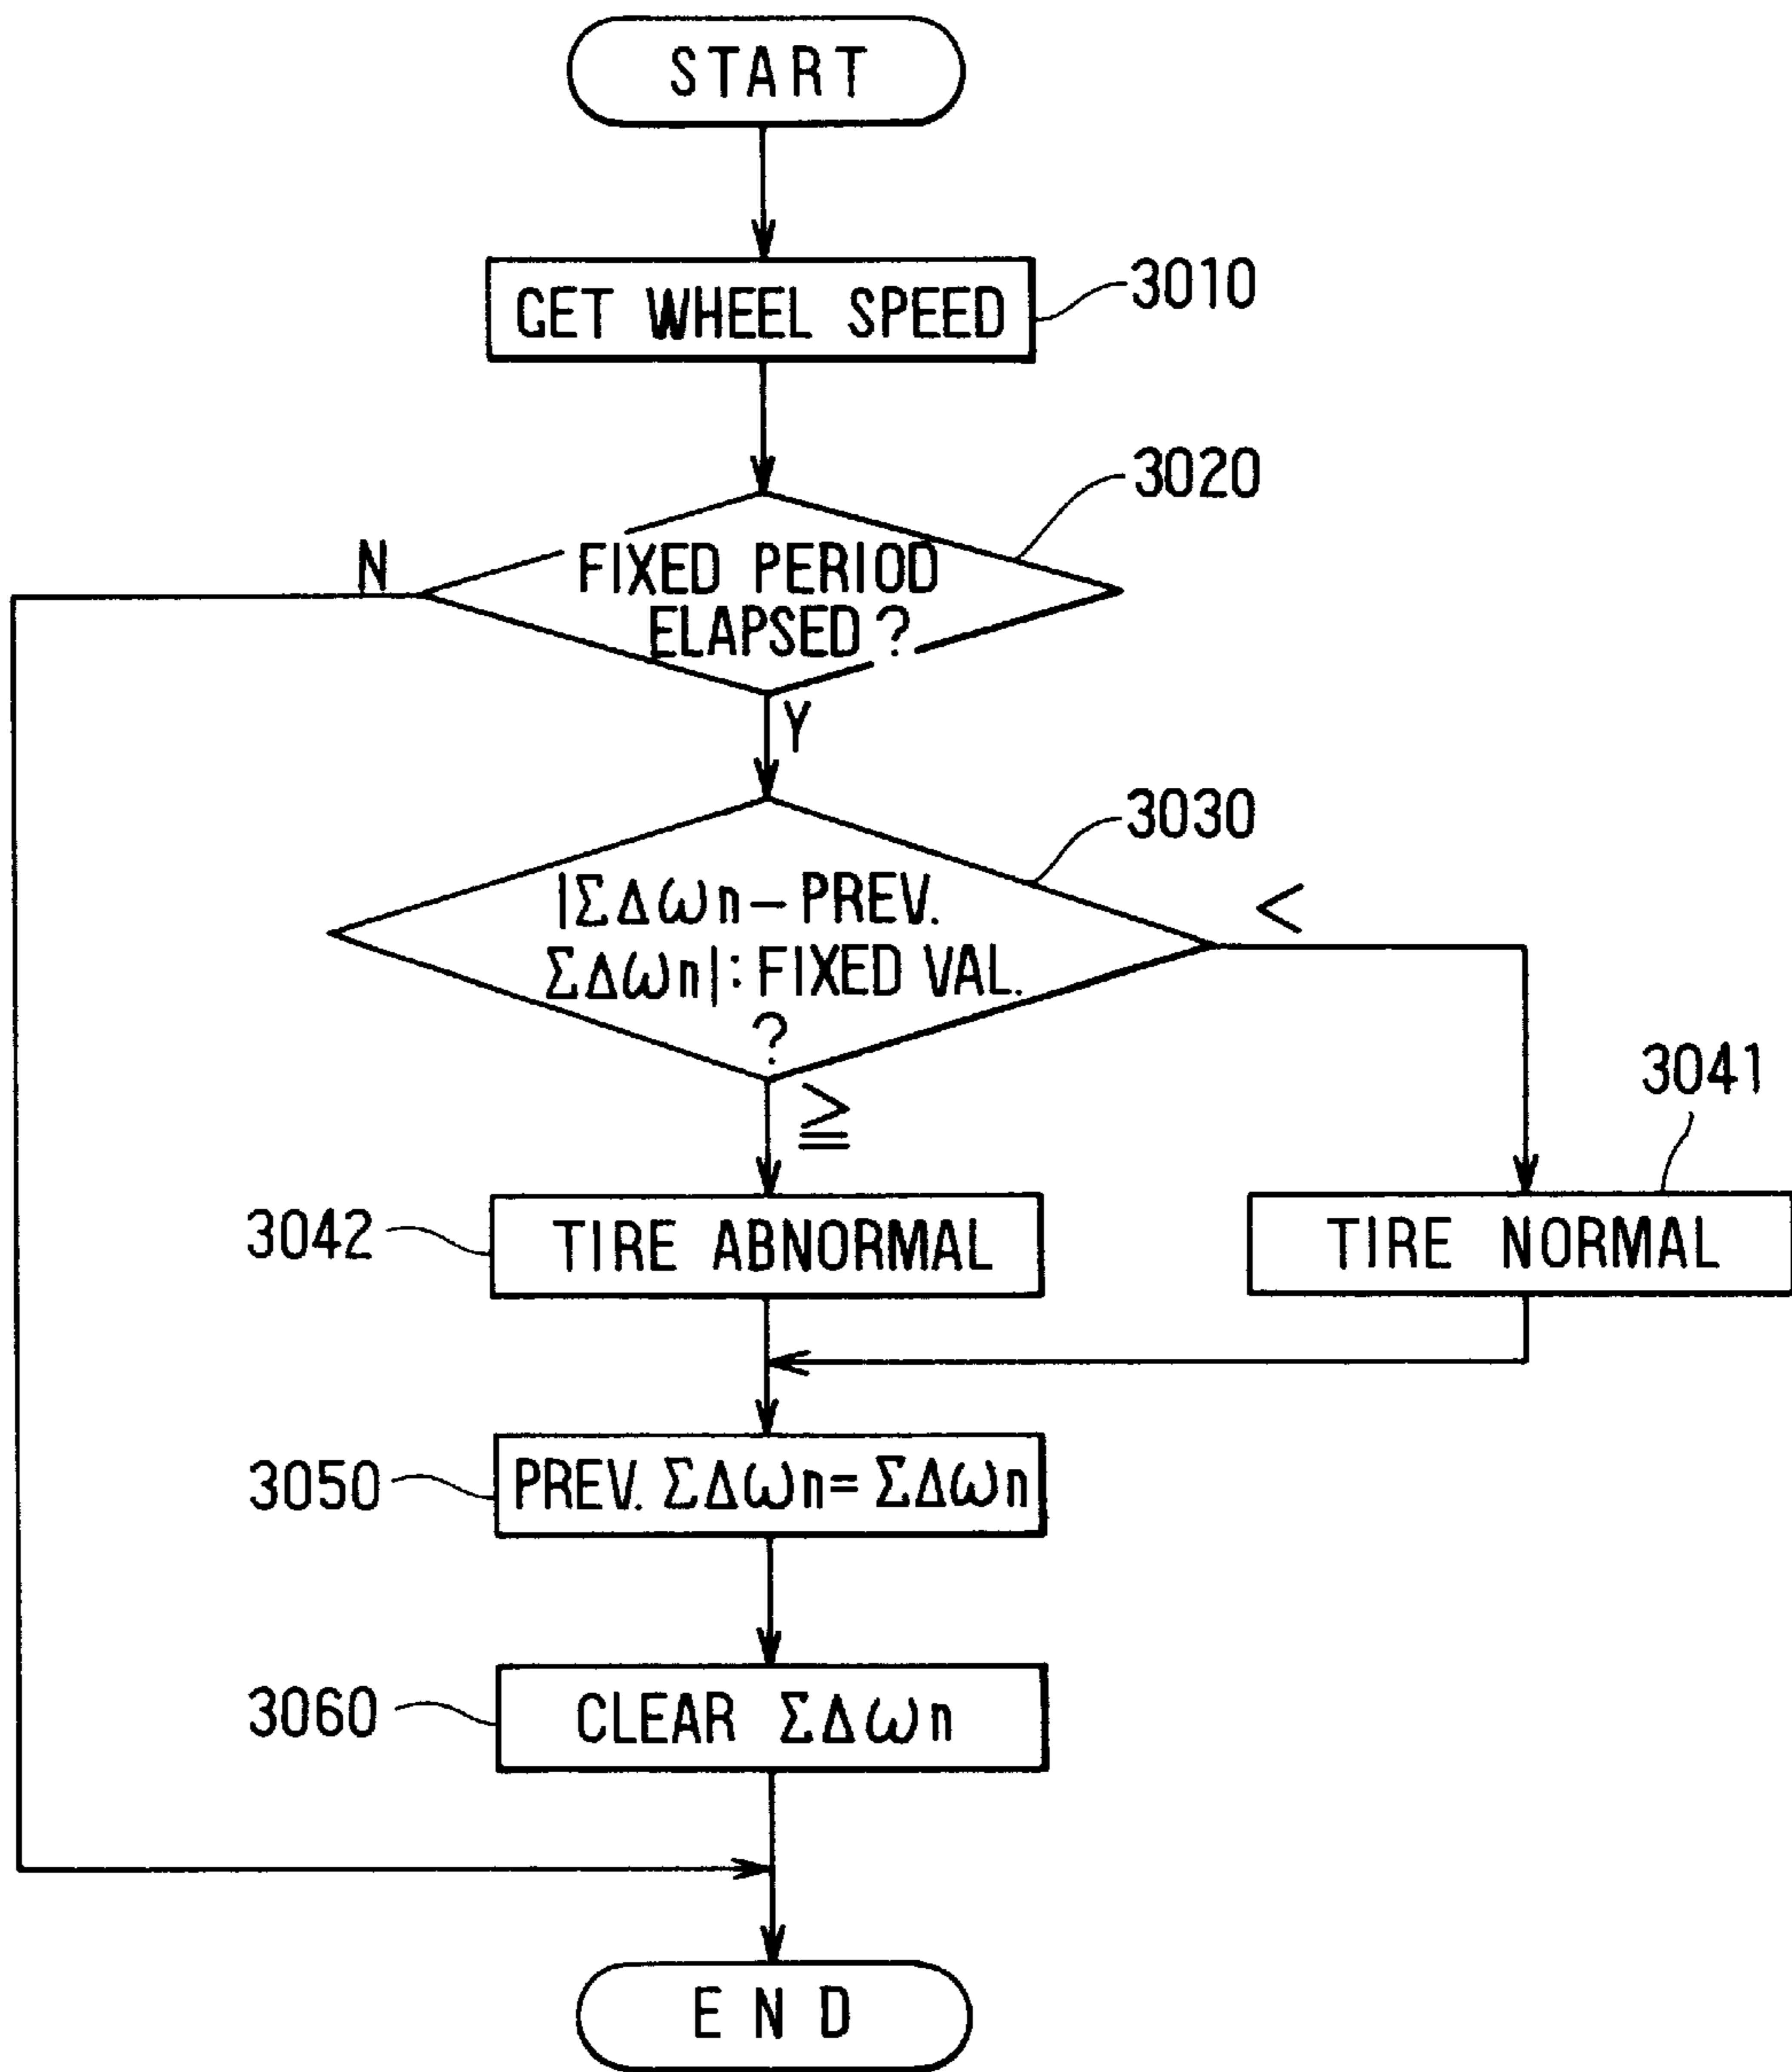 START
GET WHEEL SPEED
3010
3020
N
FIXED PERIOD
ELAPSED ?
Y
3030
|ΣΔωn – PREV.
ΣΔωn| : FIXED VAL.
?
<
≧
3041
3042
TIRE ABNORMAL
TIRE NORMAL
3050
PREV. ΣΔωn = ΣΔωn
3060
CLEAR ΣΔωn
END